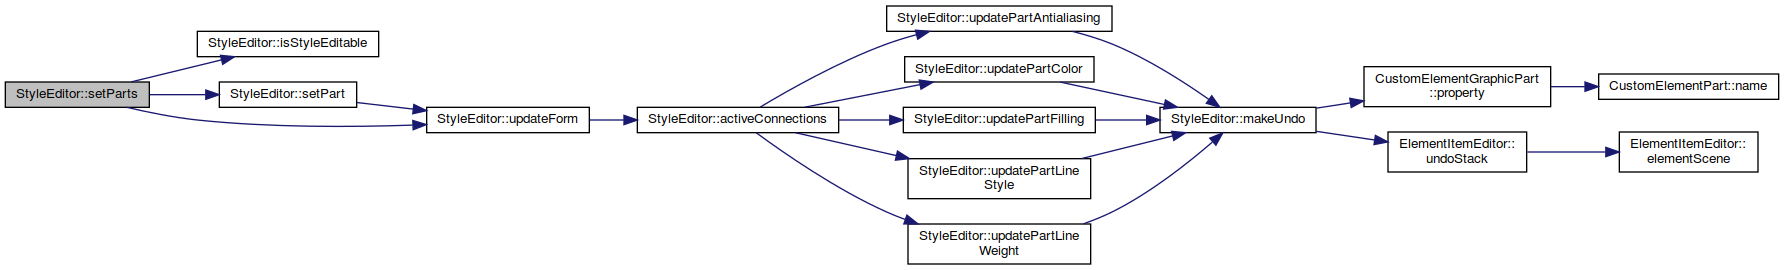 StyleEditor::setParts
StyleEditor::isStyleEditable
StyleEditor::setPart
StyleEditor::updateForm
StyleEditor::activeConnections
StyleEditor::updatePartAntialiasing
StyleEditor::updatePartColor
StyleEditor::updatePartFilling
StyleEditor::updatePartLine
Style
StyleEditor::updatePartLine
Weight
StyleEditor::makeUndo
CustomElementGraphicPart
::property
ElementItemEditor::
undoStack
CustomElementPart::name
ElementItemEditor::
elementScene